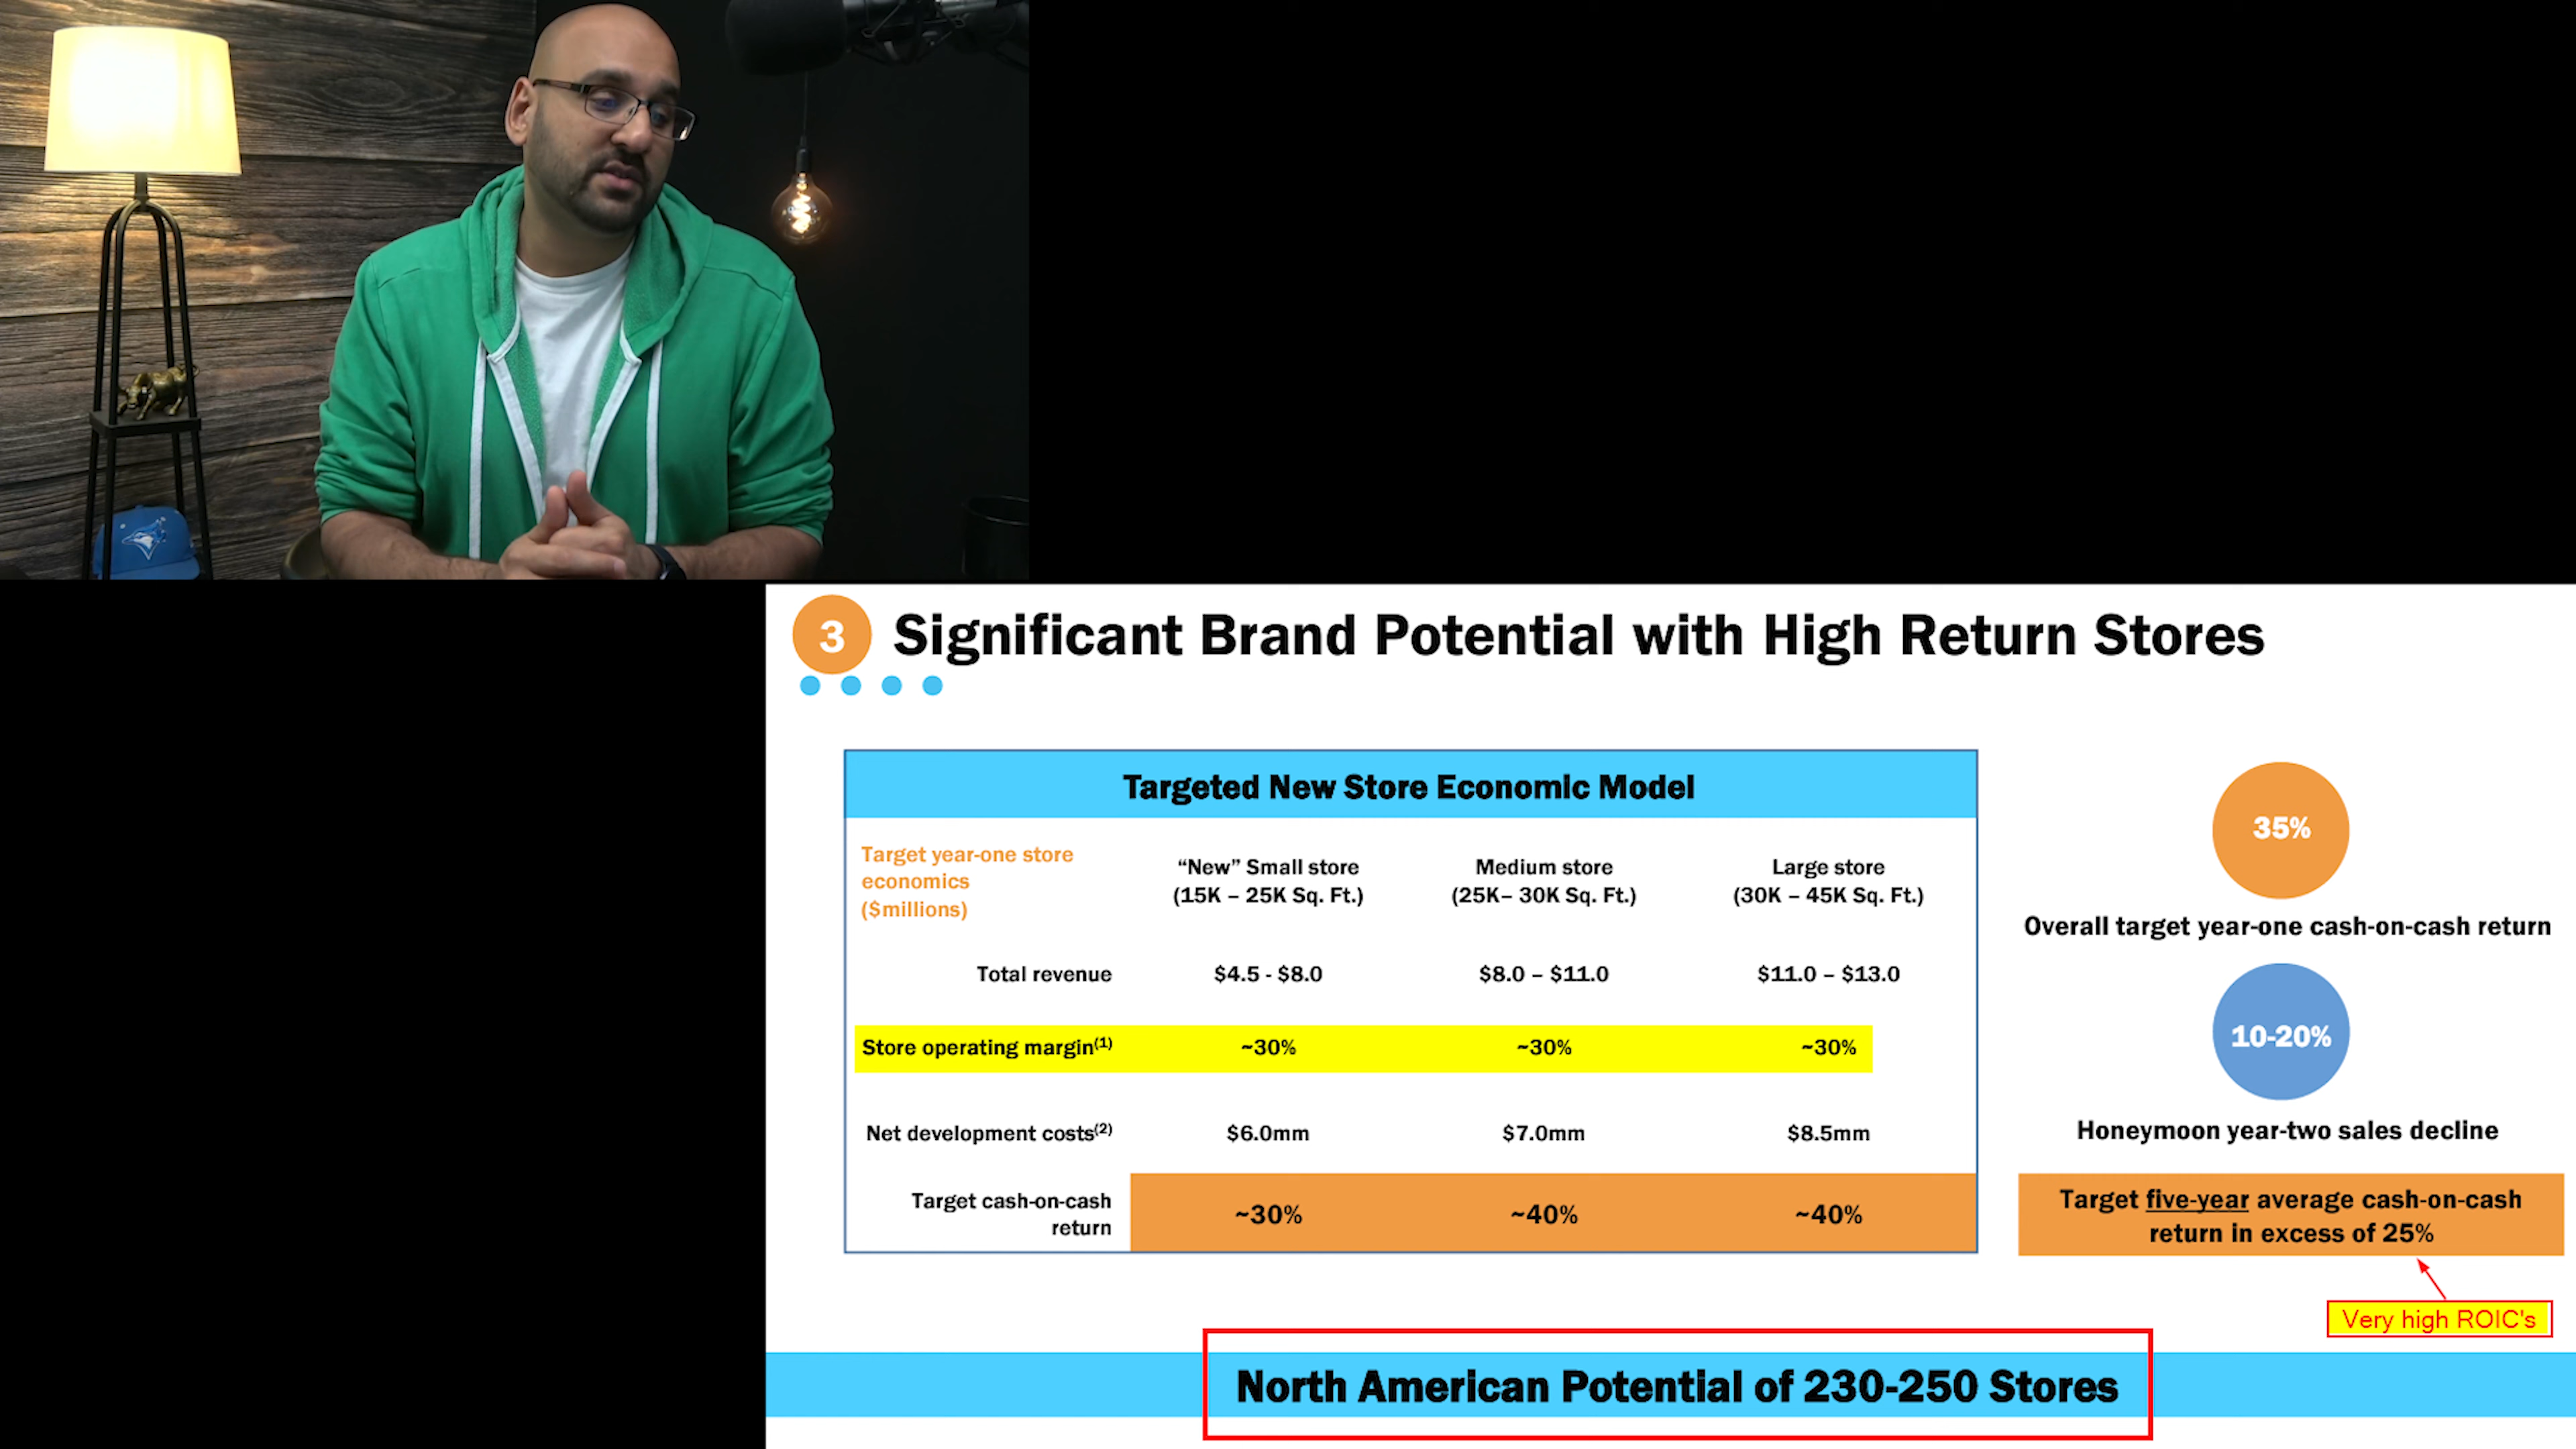 3 Significant Brand Potential with High Return Stores
Targeted New Store Economic Model
Target year-one store
economics
($millions)
“New” Small store
(15K – 25K Sq. Ft.)
Medium store
(25K– 30K Sq. Ft.)
Large store
(30K – 45K Sq. Ft.)
Total revenue $4.5 - $8.0 $8.0 – $11.0 $11.0 – $13.0
Store operating margin(1) ~30% ~30% ~30%
Net development costs(2) $6.0mm $7.0mm $8.5mm
Target cash-on-cash
return
~30% ~40% ~40%
35%
Overall target year-one cash-on-cash return
10-20%
Honeymoon year-two sales decline
Target five-year average cash-on-cash
return in excess of 25%
Very high ROIC's
North American Potential of 230-250 Stores